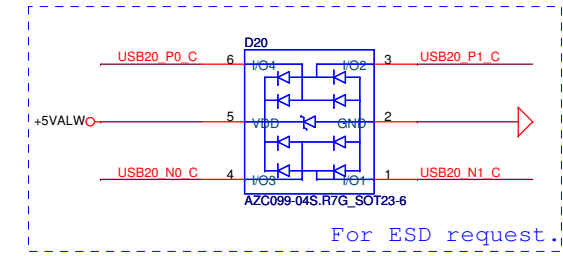 D20
USB20_P0_C 6 I/O4 I/O2 3 USB20_P1_C
+5VALW 5 VDD GND 2
USB20_N0_C 4 I/O3 I/O1 1 USB20_N1_C
AZC099-04S.R7G_SOT23-6
For ESD request.